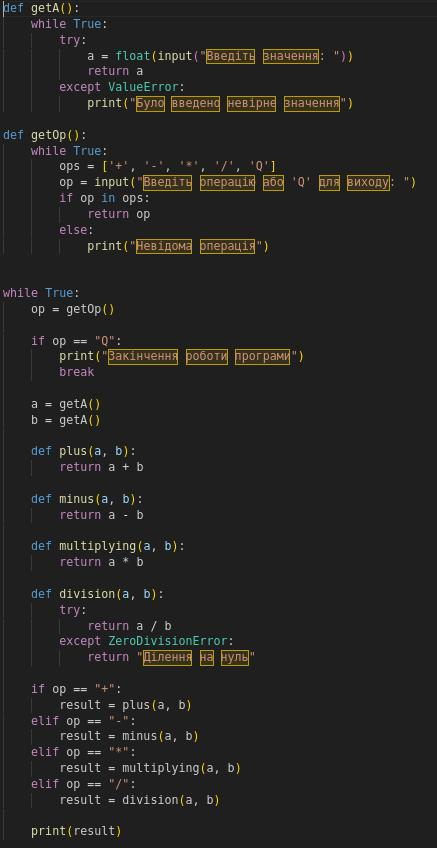 def getA():
    while True:
        try:
            a = float(input("Введіть значення: "))
            return a
        except ValueError:
            print("Було введено невірне значення")

def getOp():
    while True:
        ops = ['+', '-', '*', '/', 'Q']
        op = input("Введіть операцію або 'Q' для виходу: ")
        if op in ops:
            return op
        else:
            print("Невідома операція")


while True:
    op = getOp()

    if op == "Q":
        print("Закінчення роботи програми")
        break

    a = getA()
    b = getA()

    def plus(a, b):
        return a + b

    def minus(a, b):
        return a - b

    def multiplying(a, b):
        return a * b

    def division(a, b):
        try:
            return a / b
        except ZeroDivisionError:
            return "Ділення на нуль"

    if op == "+":
        result = plus(a, b)
    elif op == "-":
        result = minus(a, b)
    elif op == "*":
        result = multiplying(a, b)
    elif op == "/":
        result = division(a, b)

    print(result)